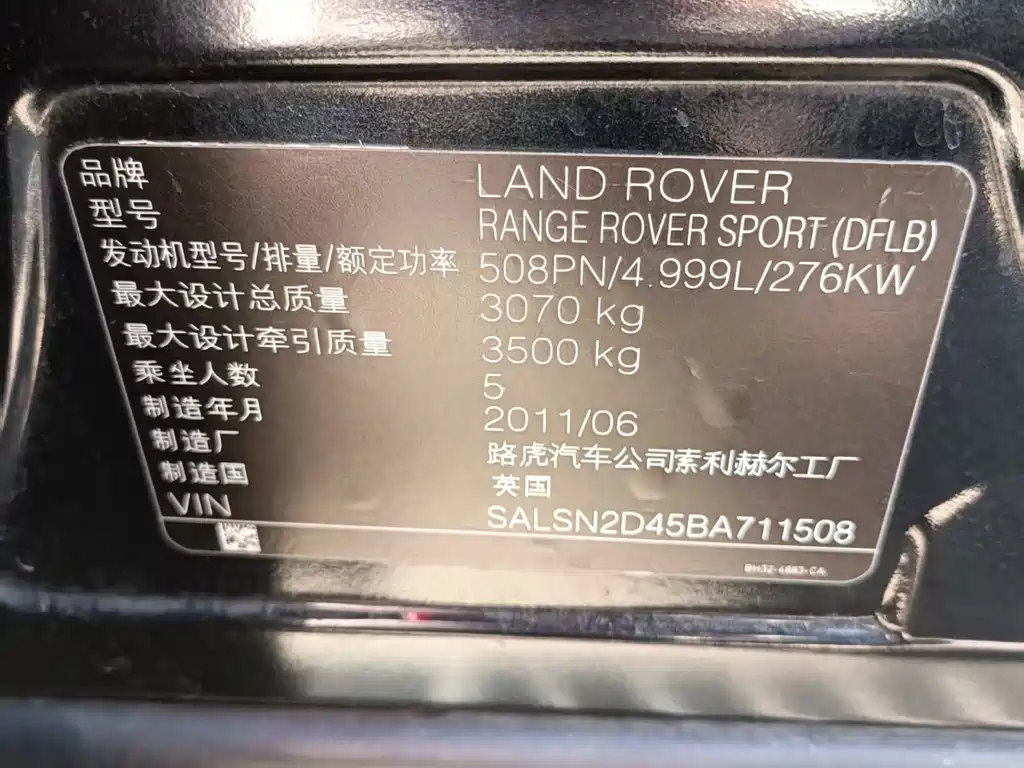 品牌 LAND ROVER
型号 RANGE ROVER SPORT (DFLB)
发动机型号/排量/额定功率 508PN/4.999L/276KW
最大设计总质量 3070 kg
最大设计牵引质量 3500 kg
乘坐人数 5
制造年月 2011/06
制造厂 路虎汽车公司索利赫尔工厂
制造国 英国
VIN SALSN2D45BA711508